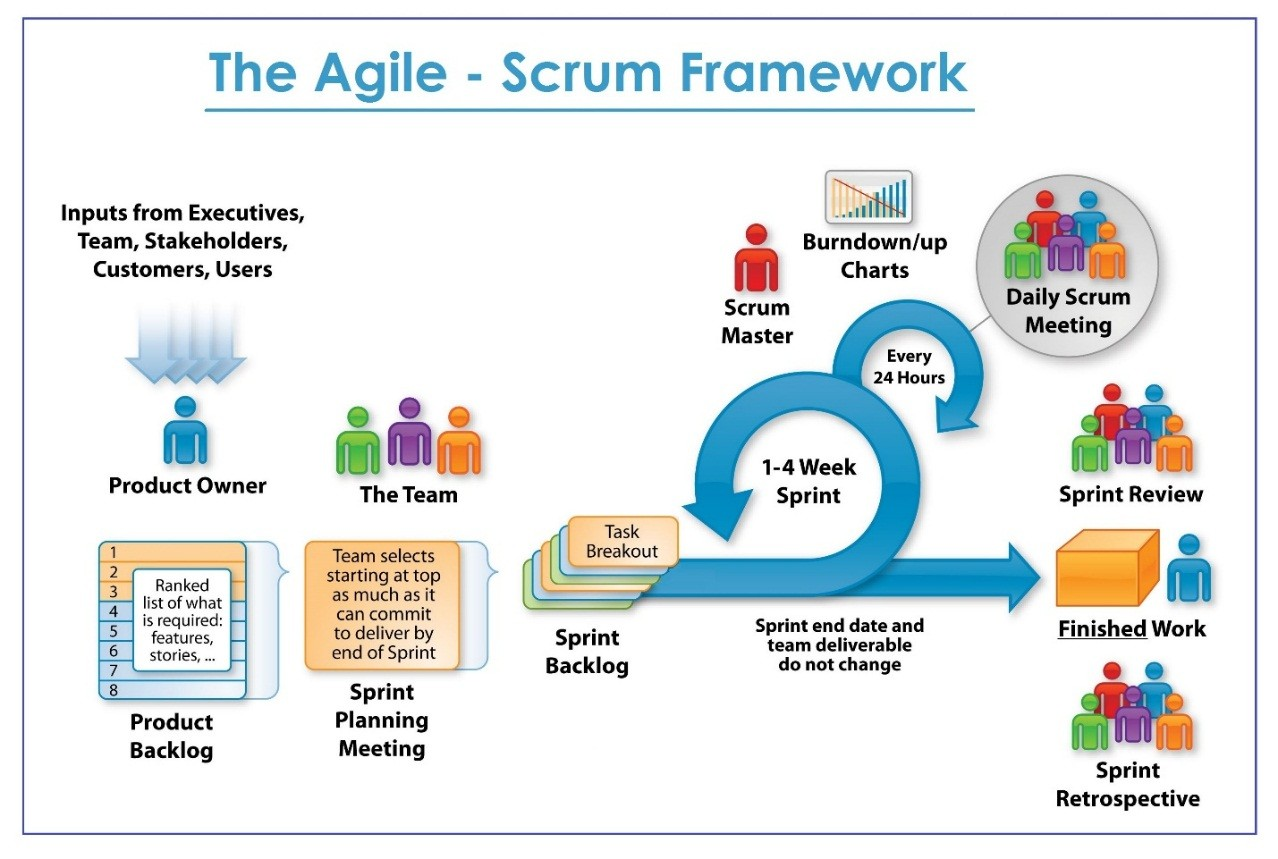 The Agile - Scrum Framework
Inputs from Executives,
Team, Stakeholders,
Customers, Users
Product Owner
The Team
1
2
3
4
5
6
7
8
Ranked
list of what
is required:
features,
stories, ...
Product
Backlog
Team selects
starting at top
as much as it
can commit
to deliver by
end of Sprint
Sprint
Planning
Meeting
Task
Breakout
Sprint
Backlog
Scrum
Master
Burndown/up
Charts
Daily Scrum
Meeting
Every
24 Hours
1-4 Week
Sprint
Sprint end date and
team deliverable
do not change
Sprint Review
Finished Work
Sprint
Retrospective